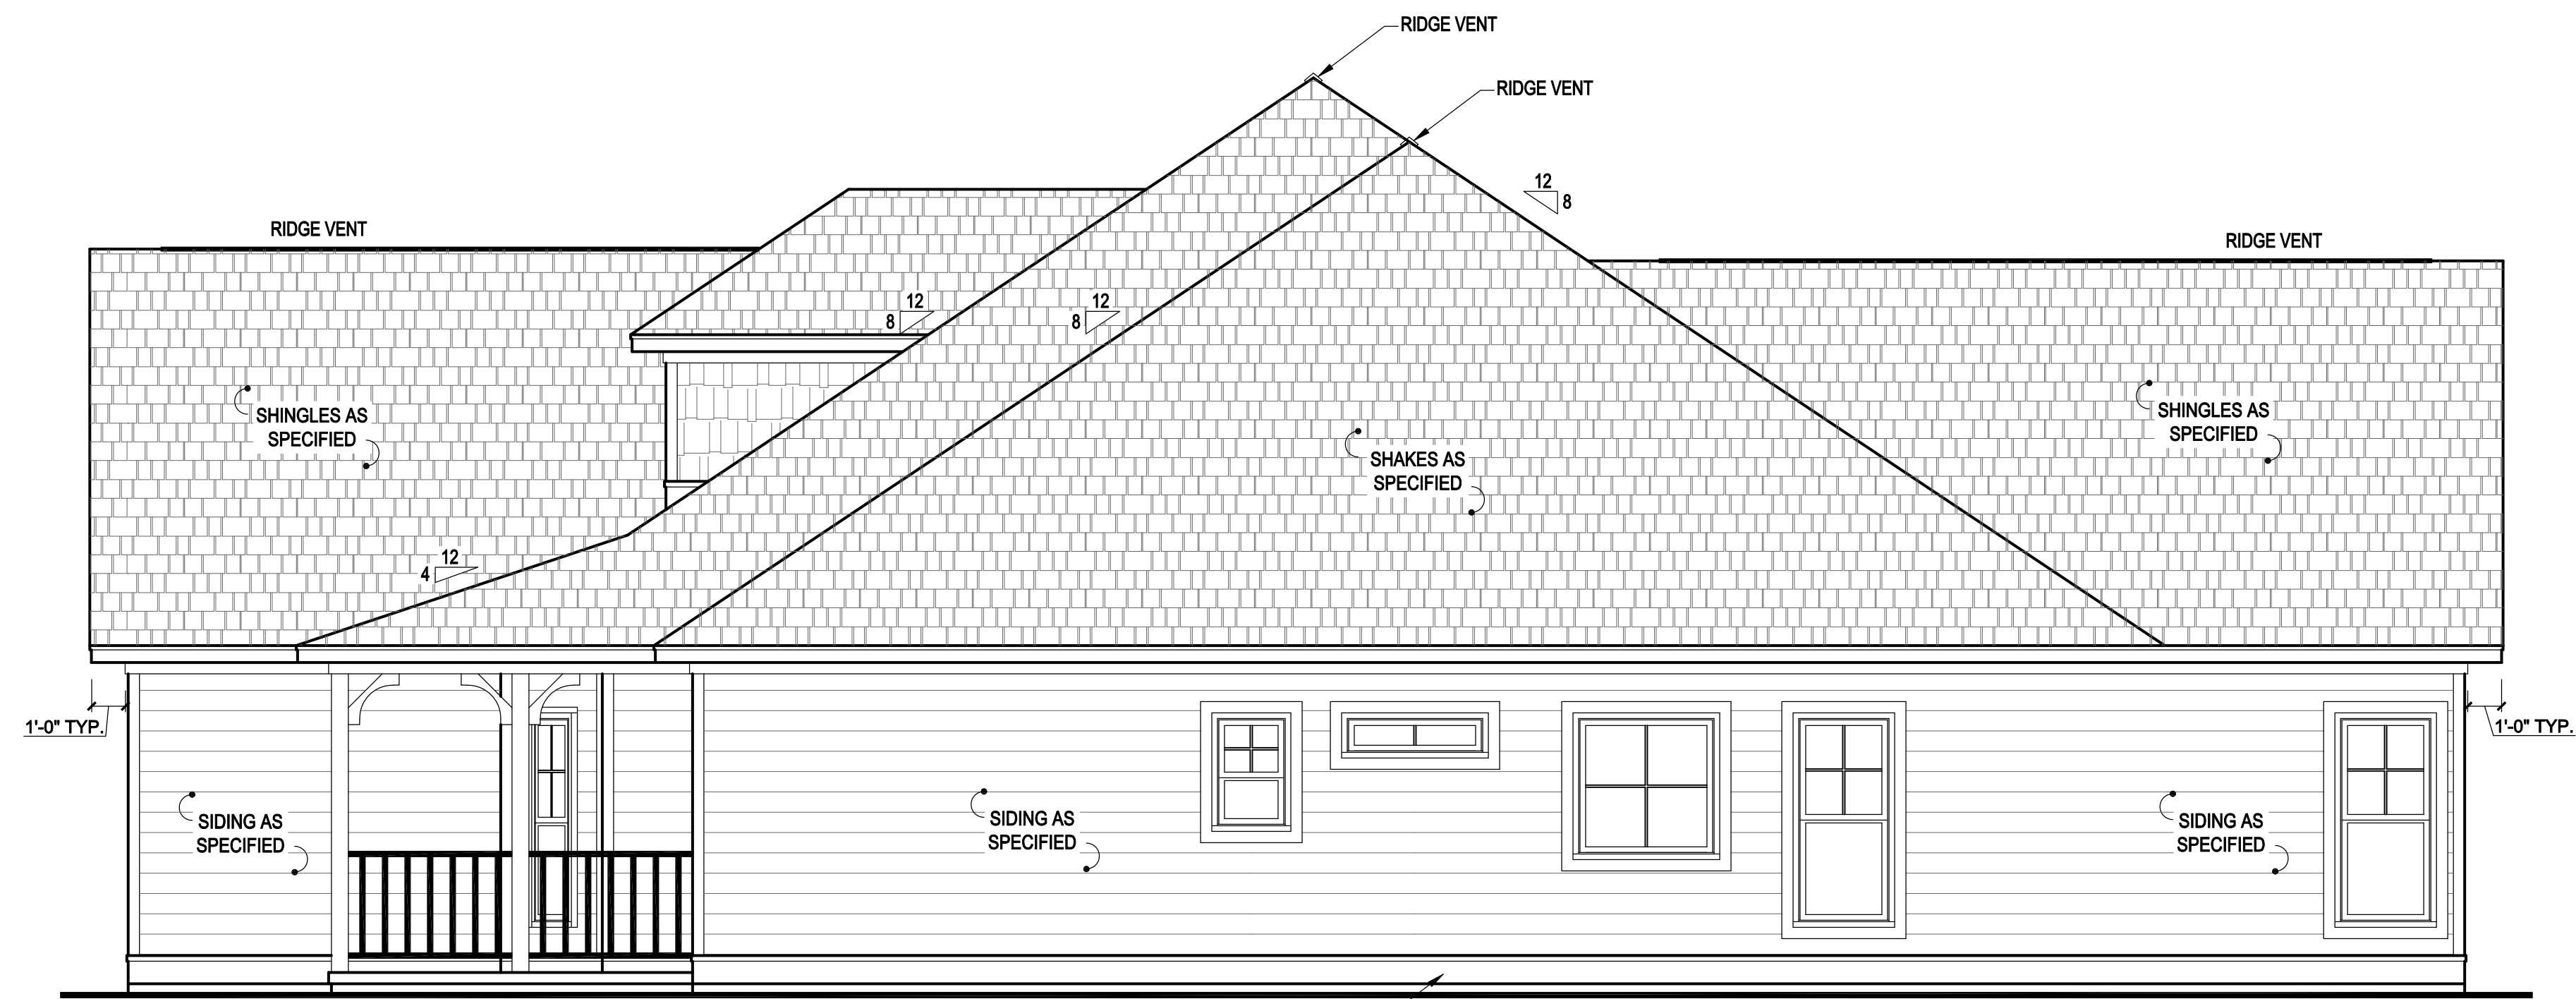 RIDGE VENT
RIDGE VENT
12
8
RIDGE VENT
RIDGE VENT
12
8
12
8
SHINGLES AS
SPECIFIED
SHAKES AS
SPECIFIED
SHINGLES AS
SPECIFIED
12
4
1'-0" TYP.
1'-0" TYP.
SIDING AS
SPECIFIED
SIDING AS
SPECIFIED
SIDING AS
SPECIFIED